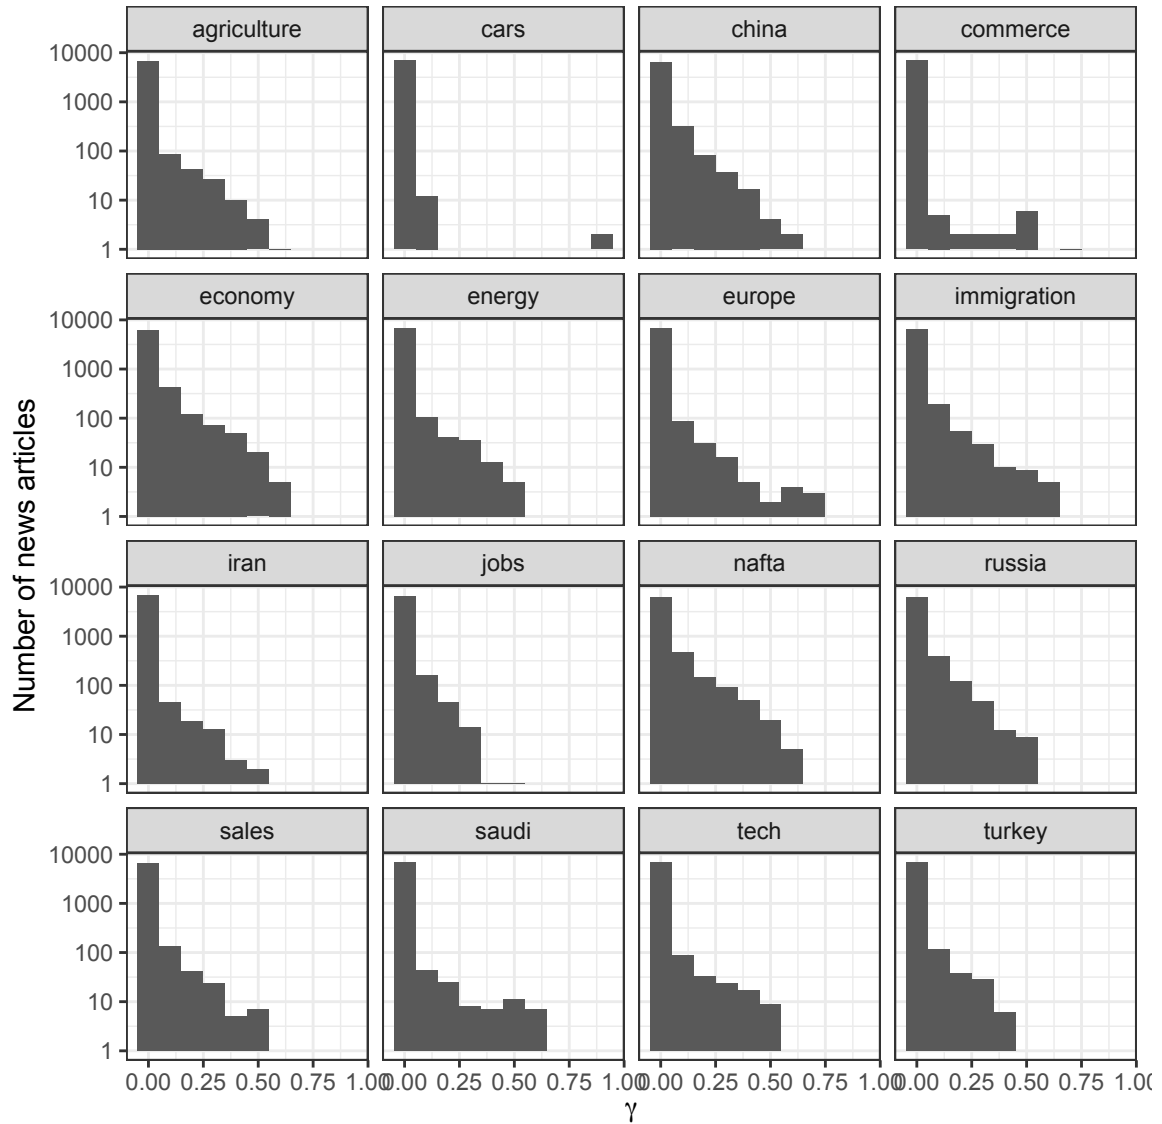 agriculture cars china commerce
10000
1000
100
10
1
economy energy europe immigration
10000
1000
100
10
1
iran jobs nafta russia
10000
1000
100
10
1
sales saudi tech turkey
10000
1000
100
10
1
0.00 0.25 0.50 0.75 1.00 0.00 0.25 0.50 0.75 1.00 0.00 0.25 0.50 0.75 1.00 0.00 0.25 0.50 0.75 1.00
γ
Number of news articles